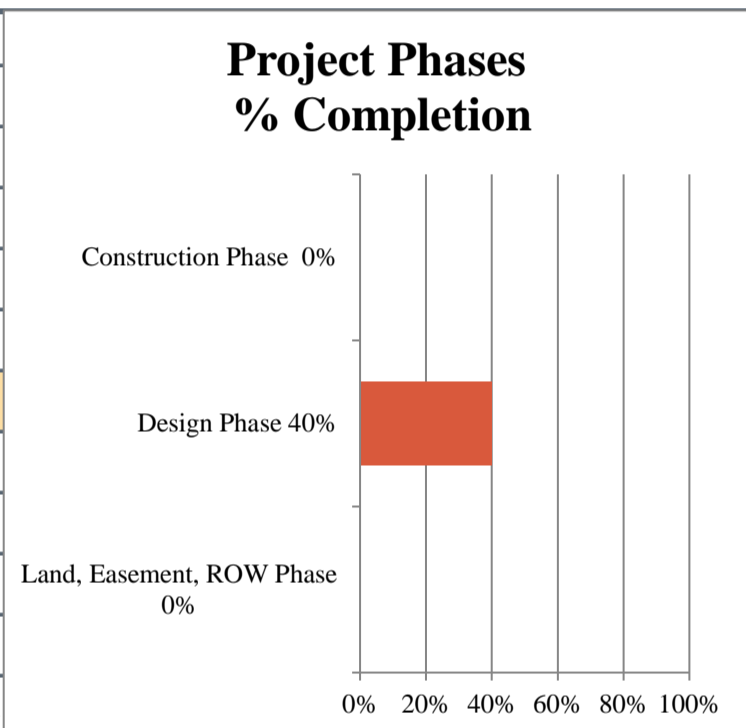 Project Phases
% Completion
Construction Phase 0%
Design Phase 40%
Land, Easement, ROW Phase
0%
0% 20% 40% 60% 80% 100%